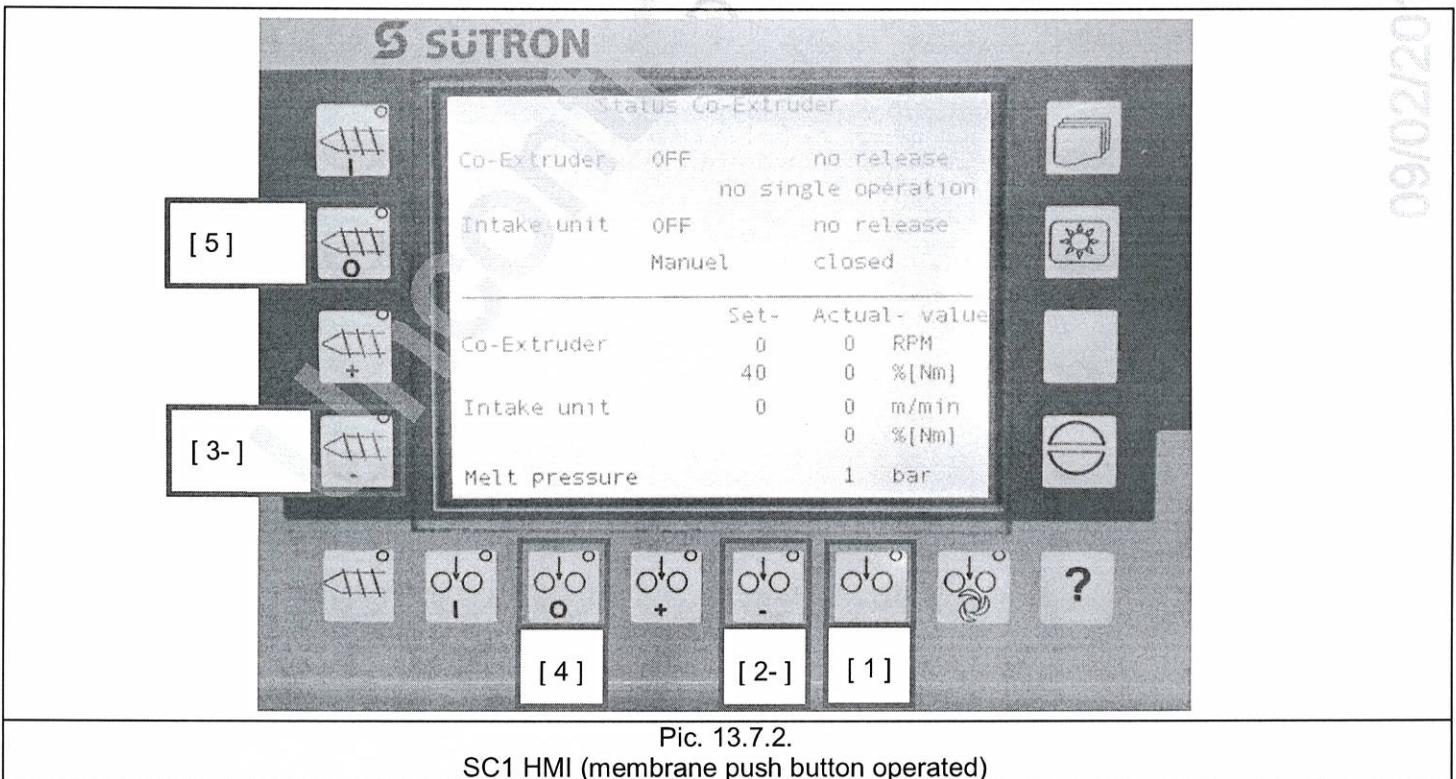 SÜTRON
Status Co-Extruder
Co-Extruder OFF no release
no single operation
Intake unit OFF no release
Manuel closed
Set- Actual- value
Co-Extruder 0 0 RPM
40 0 %[Nm]
Intake unit 0 0 m/min
0 %[Nm]
Melt pressure 1 bar
I
[ 5 ]
O
+
[ 3- ]
-
I
O
+
-
?
[ 4 ]
[ 2- ]
[ 1 ]
Pic. 13.7.2.
SC1 HMI (membrane push button operated)